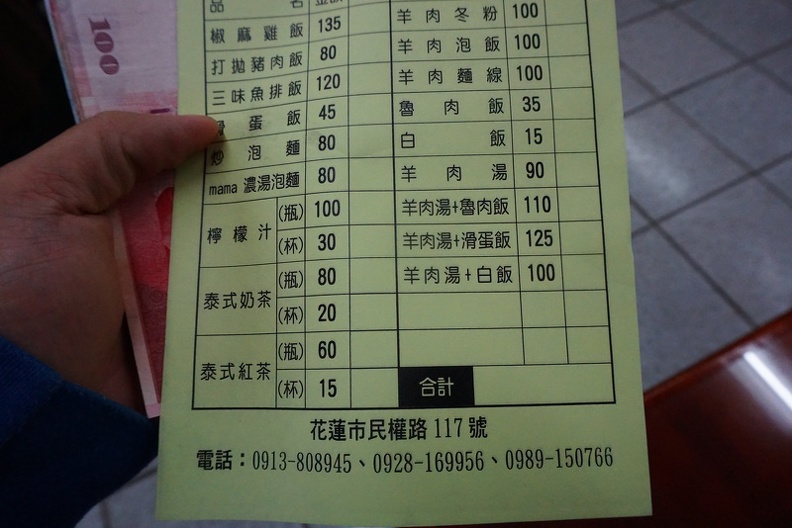 100
品名 金額
椒麻雞飯 135
打拋豬肉飯 80
三味魚排飯 120
滑蛋飯 45
炒泡麵 80
mama 濃湯泡麵 80
檸檬汁 (瓶) 100
(杯) 30
泰式奶茶 (瓶) 80
(杯) 20
泰式紅茶 (瓶) 60
(杯) 15
羊肉冬粉 100
羊肉泡飯 100
羊肉麵線 100
魯肉飯 35
白飯 15
羊肉湯 90
羊肉湯+魯肉飯 110
羊肉湯+滑蛋飯 125
羊肉湯+白飯 100
合計
花蓮市民權路 117 號
電話：0913-808945、0928-169956、0989-150766